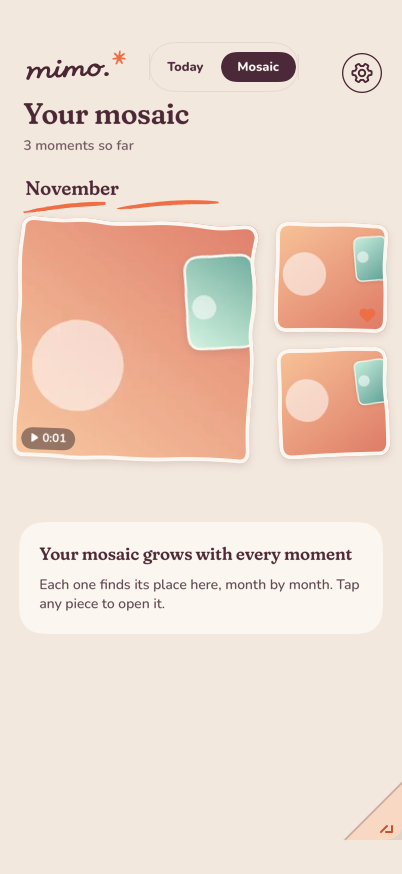 mimo.
Today
Mosaic
Your mosaic
3 moments so far
November
0:01
Your mosaic grows with every moment
Each one finds its place here, month by month. Tap
any piece to open it.